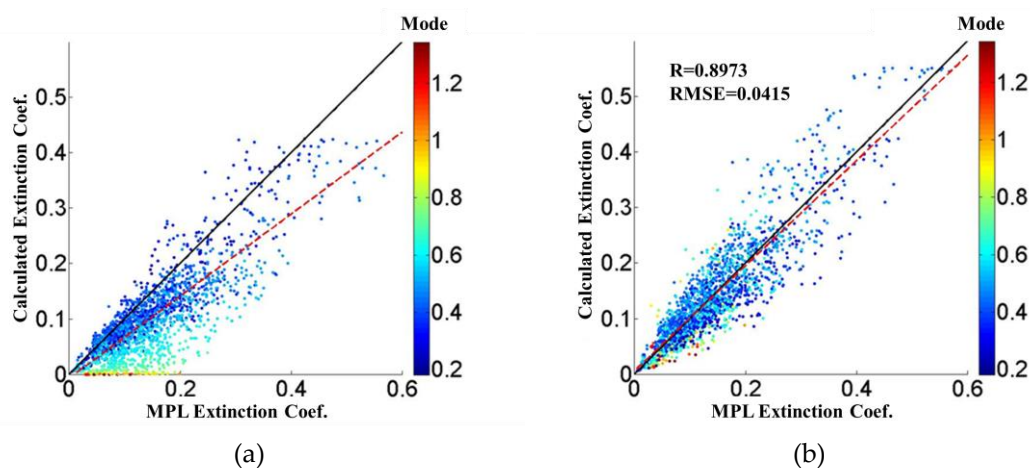 Mode
Calculated Extinction Coef.
0.5
0.4
0.3
0.2
0.1
0
0 0.2 0.4 0.6
MPL Extinction Coef.
1.2
1
0.8
0.6
0.4
0.2
(a)
Mode
R=0.8973
RMSE=0.0415
Calculated Extinction Coef.
0.5
0.4
0.3
0.2
0.1
0
0 0.2 0.4 0.6
MPL Extinction Coef.
1.2
1
0.8
0.6
0.4
0.2
(b)